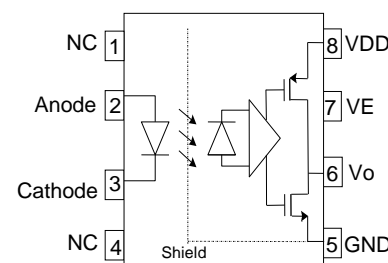 NC 1
Anode 2
Cathode 3
NC 4
Shield
8 VDD
7 VE
6 Vo
5 GND